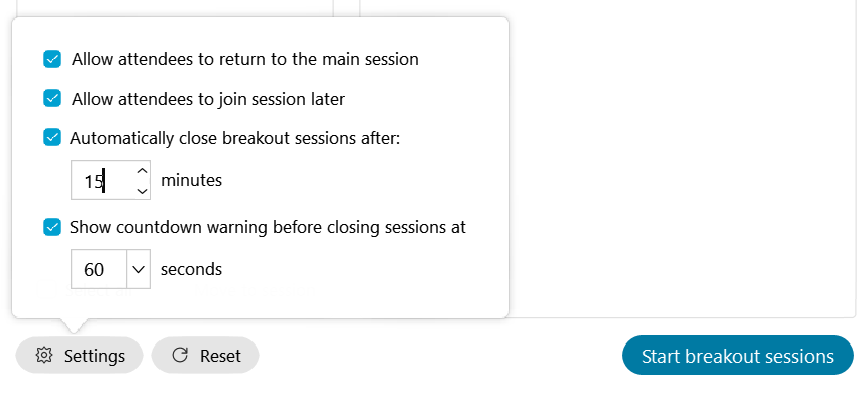 Allow attendees to return to the main session
Allow attendees to join session later
Automatically close breakout sessions after:
15 minutes
Show countdown warning before closing sessions at
60 seconds
Settings Reset Start breakout sessions